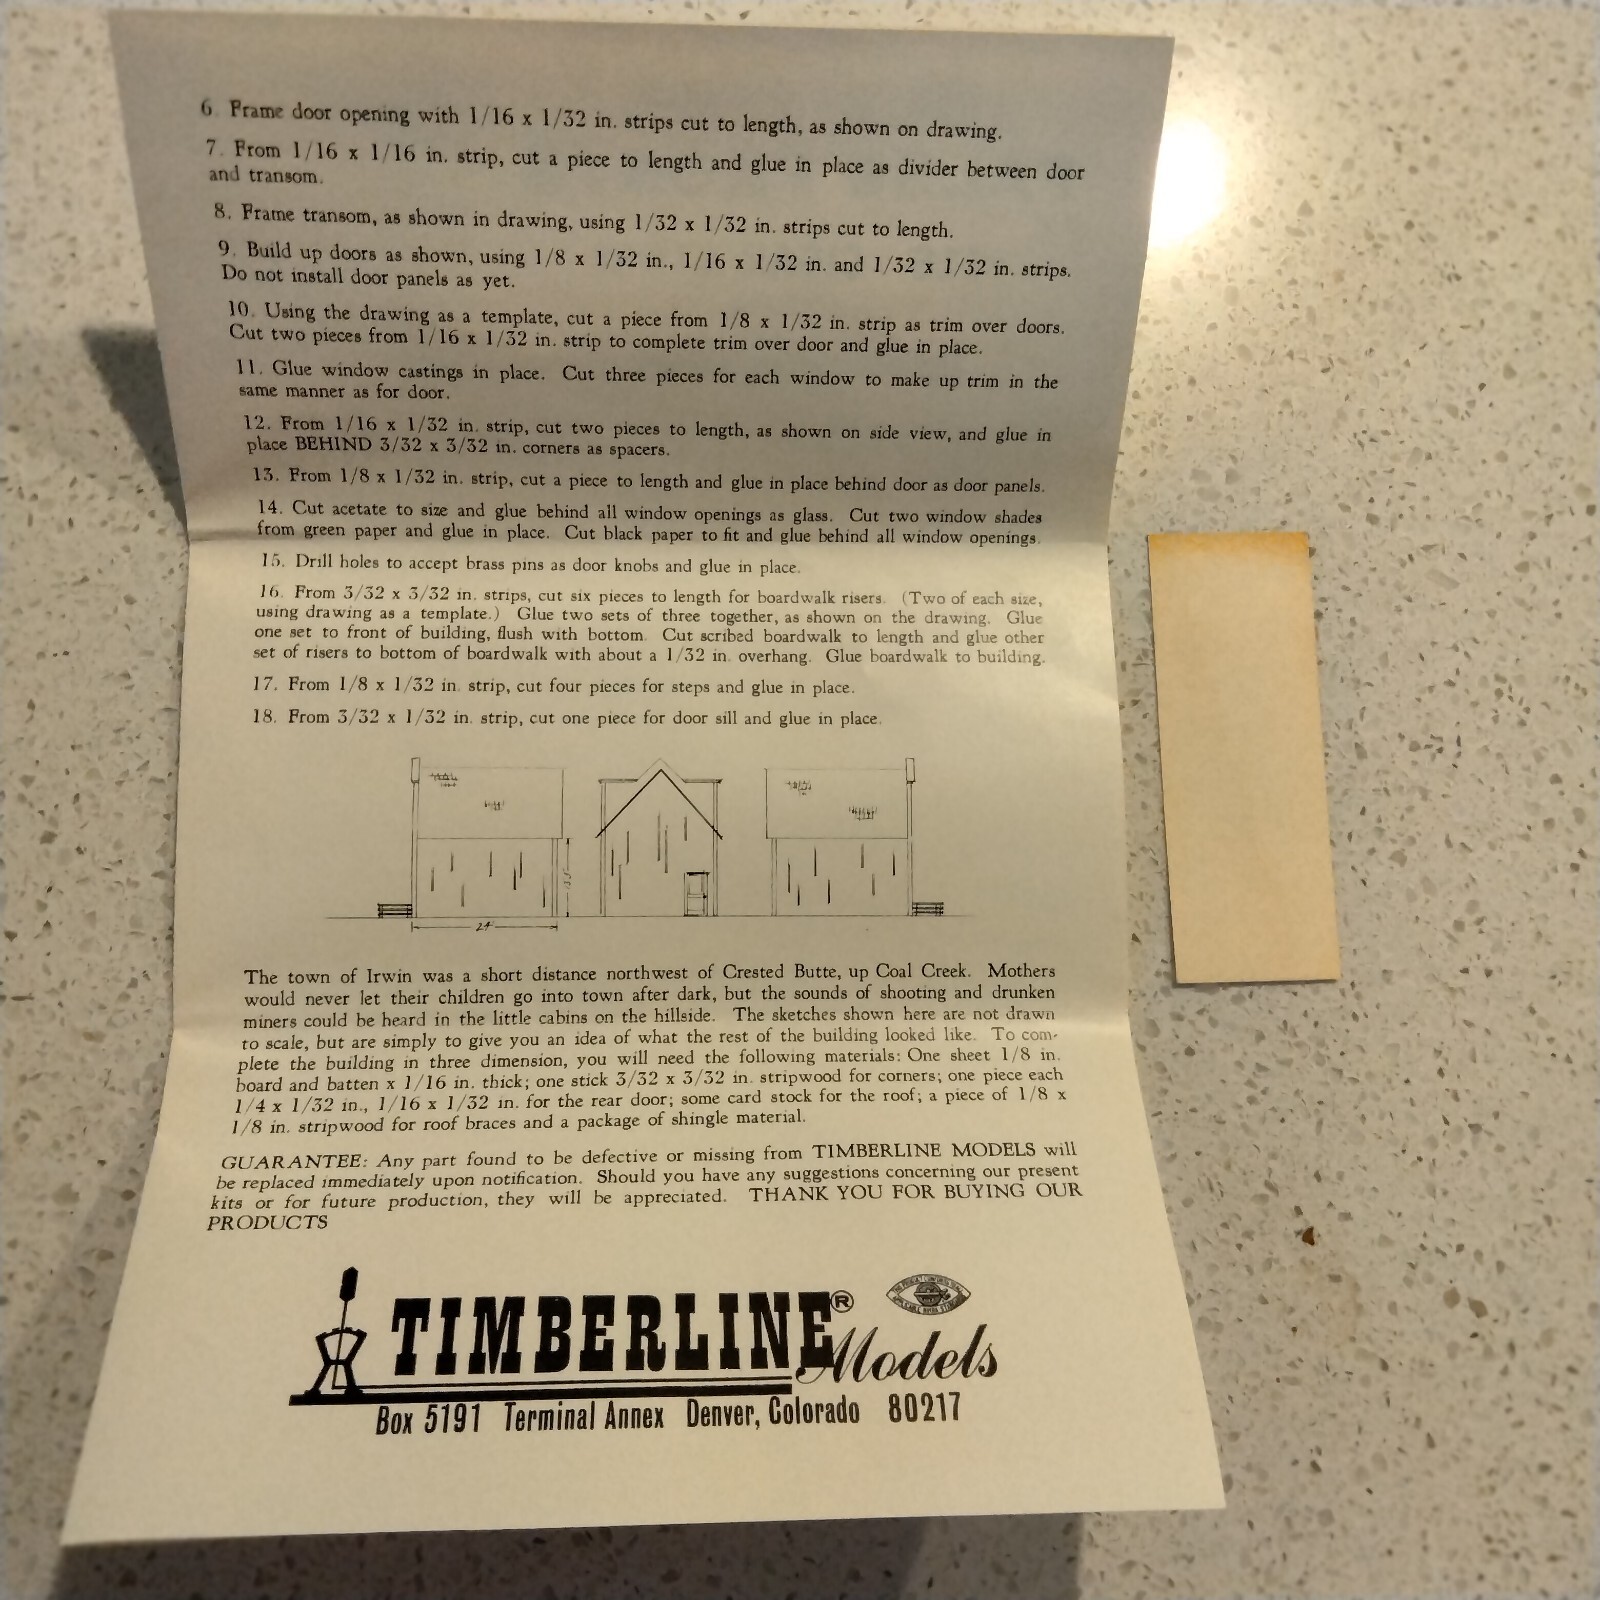 6. Frame door opening with 1/16 x 1/32 in. strips cut to length, as shown on drawing.
7. From 1/16 x 1/16 in. strip, cut a piece to length and glue in place as divider between door
and transom.
8. Frame transom, as shown in drawing, using 1/32 x 1/32 in. strips cut to length.
9. Build up doors as shown, using 1/8 x 1/32 in., 1/16 x 1/32 in. and 1/32 x 1/32 in. strips.
Do not install door panels as yet.
10. Using the drawing as a template, cut a piece from 1/8 x 1/32 in. strip as trim over doors.
Cut two pieces from 1/16 x 1/32 in. strip to complete trim over door and glue in place.
11. Glue window castings in place. Cut three pieces for each window to make up trim in the
same manner as for door.
12. From 1/16 x 1/32 in. strip, cut two pieces to length, as shown on side view, and glue in
place BEHIND 3/32 x 3/32 in. corners as spacers.
13. From 1/8 x 1/32 in. strip, cut a piece to length and glue in place behind door as door panels.
14. Cut acetate to size and glue behind all window openings as glass. Cut two window shades
from green paper and glue in place. Cut black paper to fit and glue behind all window openings.
15. Drill holes to accept brass pins as door knobs and glue in place.
16. From 3/32 x 3/32 in. strips, cut six pieces to length for boardwalk risers. (Two of each size,
using drawing as a template.) Glue two sets of three together, as shown on the drawing. Glue
one set to front of building, flush with bottom. Cut scribed boardwalk to length and glue other
set of risers to bottom of boardwalk with about a 1/32 in. overhang. Glue boardwalk to building.
17. From 1/8 x 1/32 in. strip, cut four pieces for steps and glue in place.
18. From 3/32 x 1/32 in. strip, cut one piece for door sill and glue in place.
24'
The town of Irwin was a short distance northwest of Crested Butte, up Coal Creek. Mothers
would never let their children go into town after dark, but the sounds of shooting and drunken
miners could be heard in the little cabins on the hillside. The sketches shown here are not drawn
to scale, but are simply to give you an idea of what the rest of the building looked like. To com-
plete the building in three dimension, you will need the following materials: One sheet 1/8 in.
board and batten x 1/16 in. thick; one stick 3/32 x 3/32 in. stripwood for corners; one piece each
1/4 x 1/32 in., 1/16 x 1/32 in. for the rear door; some card stock for the roof; a piece of 1/8 x
1/8 in. stripwood for roof braces and a package of shingle material.
GUARANTEE: Any part found to be defective or missing from TIMBERLINE MODELS will
be replaced immediately upon notification. Should you have any suggestions concerning our present
kits or for future production, they will be appreciated. THANK YOU FOR BUYING OUR
PRODUCTS
TIMBERLINE® Models
Box 5191 Terminal Annex Denver, Colorado 80217